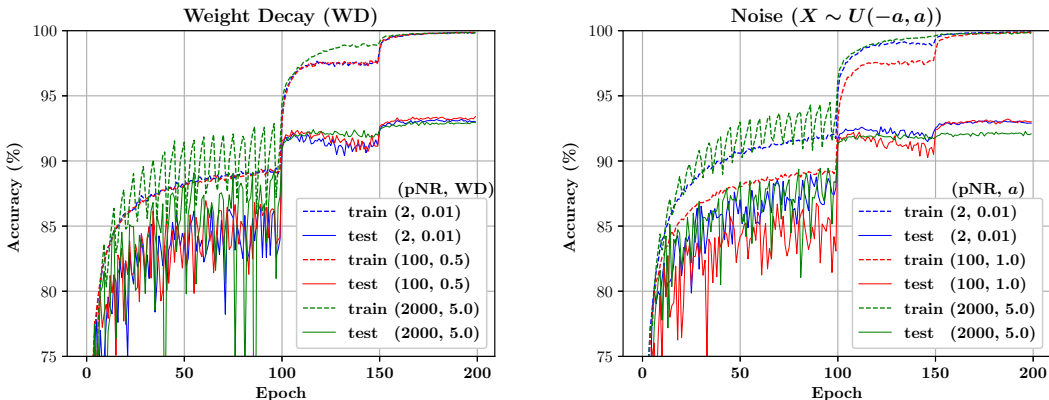 Weight Decay (WD)
Accuracy (%)
100
95
90
85
80
75
0
50
100
150
200
Epoch
(pNR, WD)
train (2, 0.01)
test (2, 0.01)
train (100, 0.5)
test (100, 0.5)
train (2000, 5.0)
test (2000, 5.0)
Noise (X ∼ U(−a, a))
Accuracy (%)
100
95
90
85
80
75
0
50
100
150
200
Epoch
(pNR, a)
train (2, 0.01)
test (2, 0.01)
train (100, 1.0)
test (100, 1.0)
train (2000, 5.0)
test (2000, 5.0)